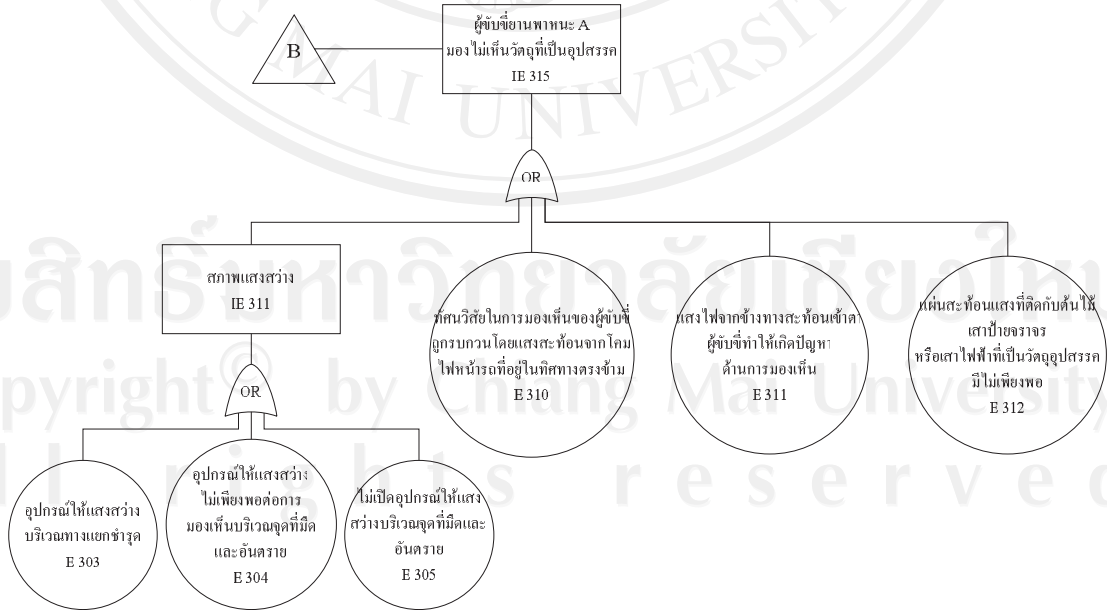 B
ผู้ขับขี่ยานพาหนะ A
มองไม่เห็นวัตถุที่เป็นอุปสรรค
IE 315
MAI UNIVERSITY
OR
สภาพแสงสว่าง
IE 311
ทัศนวิสัยในการมองเห็นของผู้ขับขี่
ถูกรบกวนโดยแสงสะท้อนจากโคม
ไฟหน้ารถที่อยู่ในทิศทางตรงข้าม
E 310
แสงไฟจากข้างทางสะท้อนเข้าตา
ผู้ขับขี่ทำให้เกิดปัญหา
ด้านการมองเห็น
E 311
แผ่นสะท้อนแสงที่ติดกับต้นไม้
เสาป้ายจราจร
หรือเสาไฟฟ้าที่เป็นวัตถุอุปสรรค
มีไม่เพียงพอ
E 312
OR
อุปกรณ์ให้แสงสว่าง
บริเวณทางแยกชำรุด
E 303
อุปกรณ์ให้แสงสว่าง
ไม่เพียงพอต่อการ
มองเห็นบริเวณจุดที่มืด
และอันตราย
E 304
ไม่เปิดอุปกรณ์ให้แสง
สว่างบริเวณจุดที่มืดและ
อันตราย
E 305
by Chiang Mai University
rights reserved